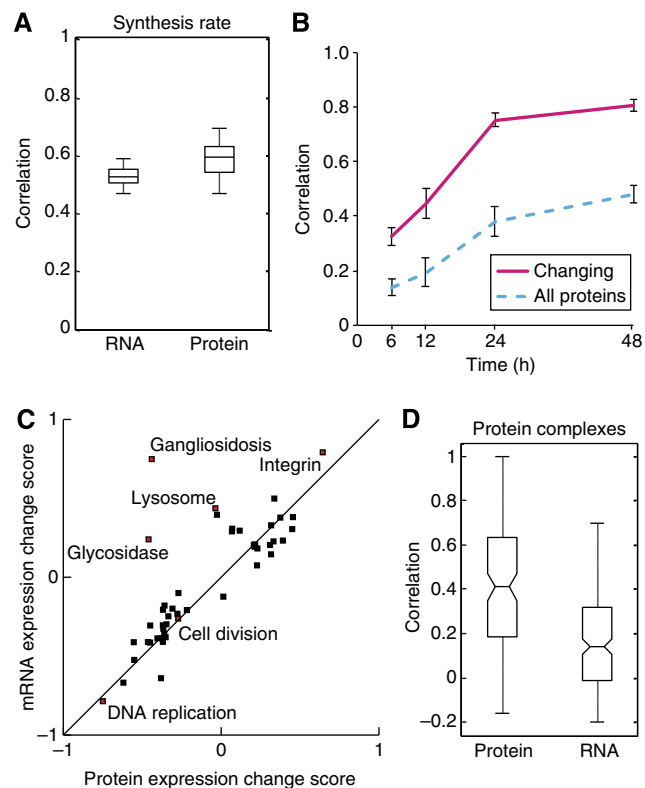 A
Synthesis rate
1
0.8
0.6
0.4
0.2
0
Correlation
RNA
Protein
B
1.0
0.8
0.6
0.4
0.2
0
Correlation
Changing
All proteins
0
6
12
24
48
Time (h)
C
1
0
−1
mRNA expression change score
Gangliosidosis
Integrin
Lysosome
Glycosidase
Cell division
DNA replication
−1
0
1
Protein expression change score
D
Protein complexes
1
0.8
0.6
0.4
0.2
0
−0.2
Correlation
Protein
RNA